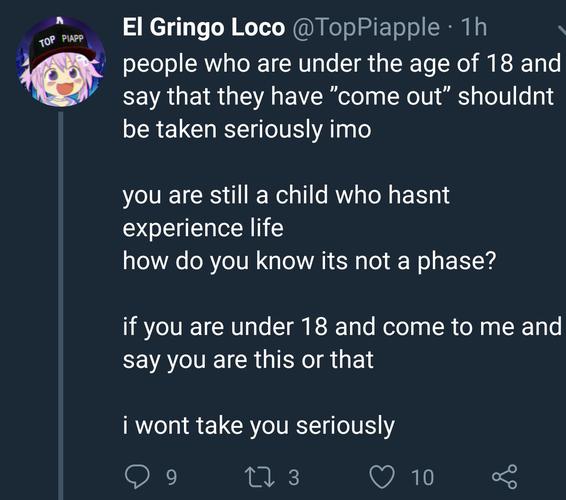 TOP PIAPP
El Gringo Loco @TopPiapple · 1h
people who are under the age of 18 and
say that they have ”come out” shouldnt
be taken seriously imo
you are still a child who hasnt
experience life
how do you know its not a phase?
if you are under 18 and come to me and
say you are this or that
i wont take you seriously
9 3 10